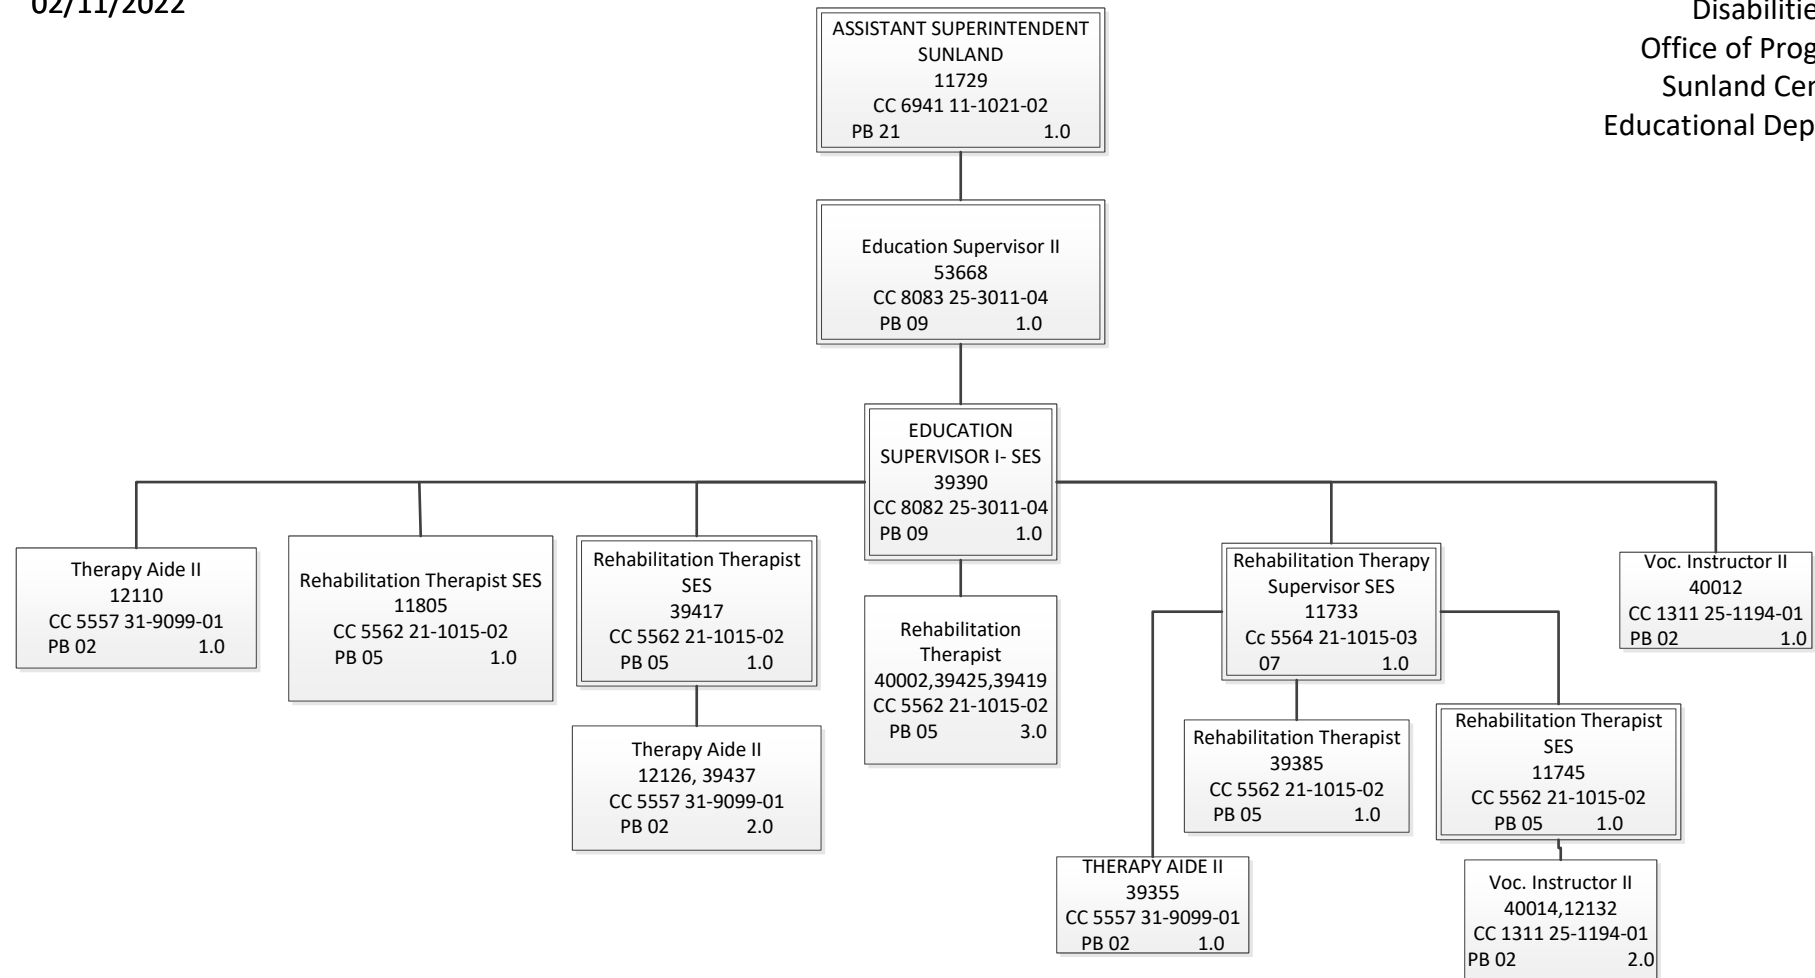 02/11/2022
Disabilitie
Office of Prog
Sunland Cen
Educational Dep
ASSISTANT SUPERINTENDENT
SUNLAND
11729
CC 6941 11-1021-02
PB 21 1.0
Education Supervisor II
53668
CC 8083 25-3011-04
PB 09 1.0
EDUCATION
SUPERVISOR I- SES
39390
CC 8082 25-3011-04
PB 09 1.0
Therapy Aide II
12110
CC 5557 31-9099-01
PB 02 1.0
Rehabilitation Therapist SES
11805
CC 5562 21-1015-02
PB 05 1.0
Rehabilitation Therapist
SES
39417
CC 5562 21-1015-02
PB 05 1.0
Therapy Aide II
12126, 39437
CC 5557 31-9099-01
PB 02 2.0
Rehabilitation
Therapist
40002,39425,39419
CC 5562 21-1015-02
PB 05 3.0
Rehabilitation Therapy
Supervisor SES
11733
Cc 5564 21-1015-03
07 1.0
Voc. Instructor II
40012
CC 1311 25-1194-01
PB 02 1.0
Rehabilitation Therapist
39385
CC 5562 21-1015-02
PB 05 1.0
Rehabilitation Therapist
SES
11745
CC 5562 21-1015-02
PB 05 1.0
THERAPY AIDE II
39355
CC 5557 31-9099-01
PB 02 1.0
Voc. Instructor II
40014,12132
CC 1311 25-1194-01
PB 02 2.0